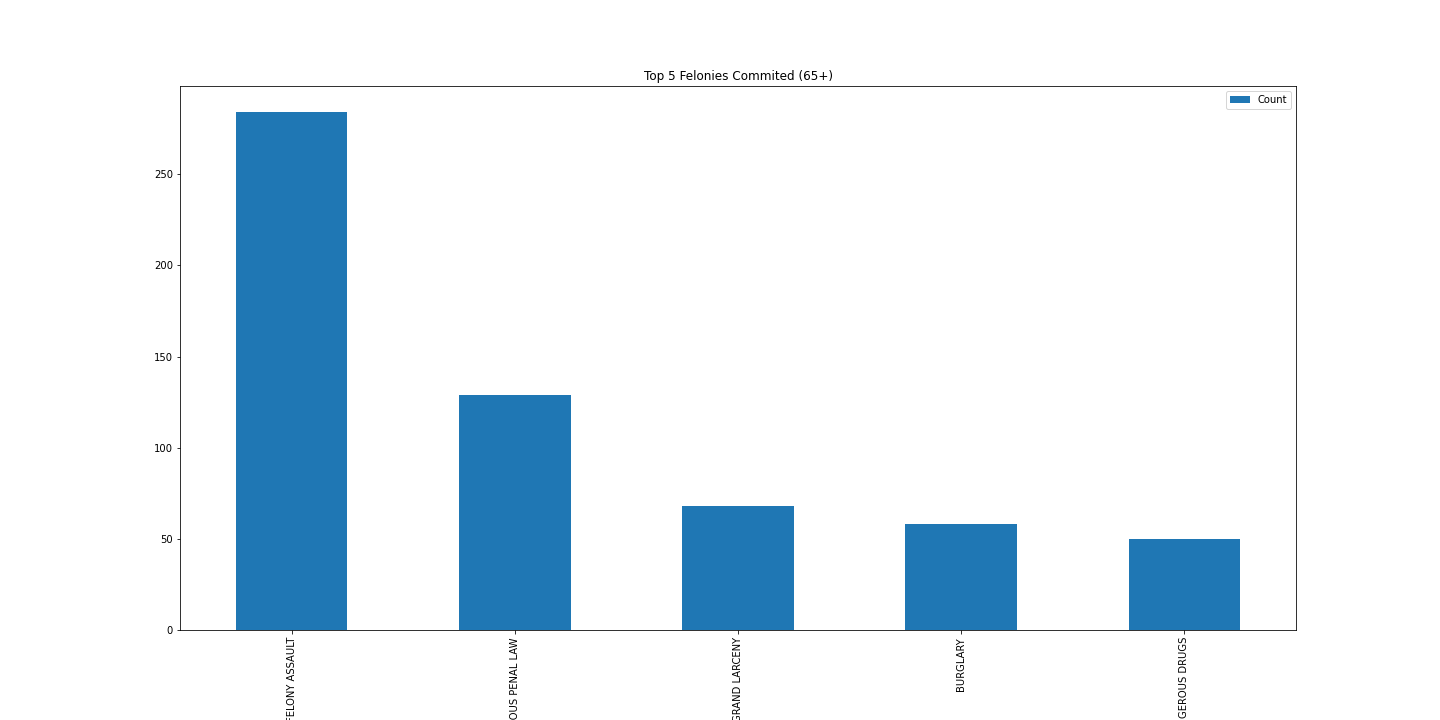 Top 5 Felonies Commited (65+)
Count
250
200
150
100
50
0
FELONY ASSAULT
OUS PENAL LAW
GRAND LARCENY
BURGLARY
GEROUS DRUGS